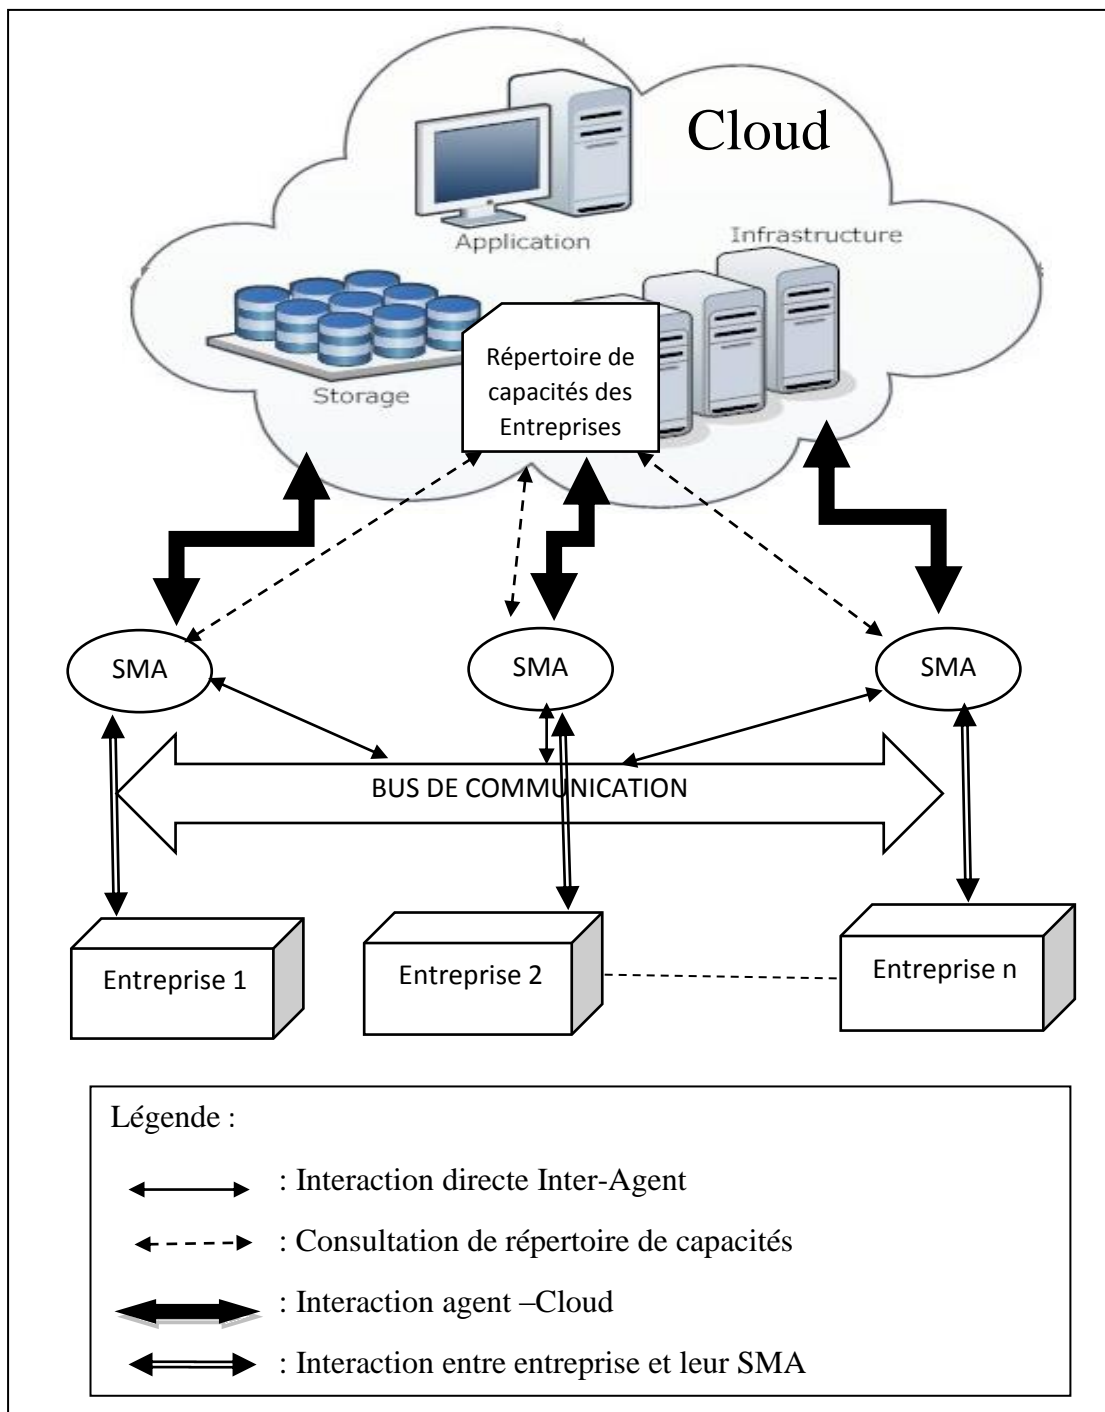 Cloud
Application
Infrastructure
Storage
Répertoire de
capacités des
Entreprises
SMA
SMA
SMA
BUS DE COMMUNICATION
Entreprise 1
Entreprise 2
Entreprise n
Légende :
: Interaction directe Inter-Agent
: Consultation de répertoire de capacités
: Interaction agent –Cloud
: Interaction entre entreprise et leur SMA